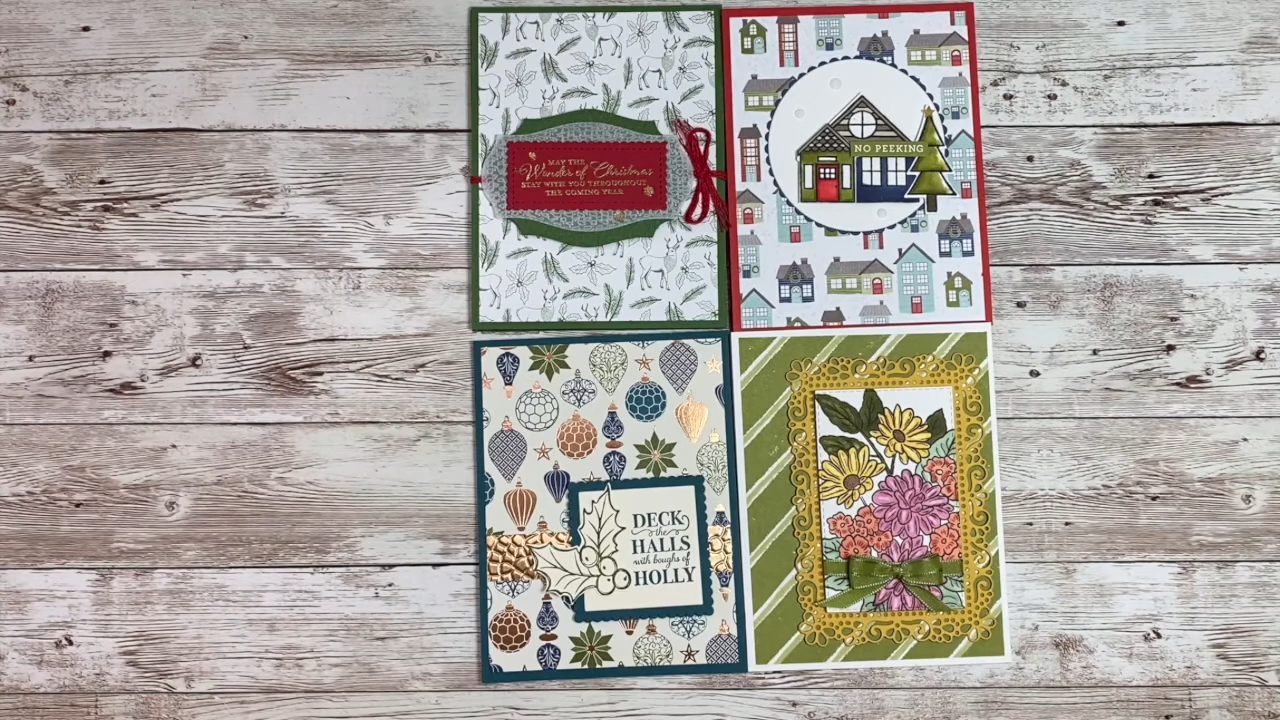 MAY THE
Wonder of Christmas
STAY WITH YOU THROUGHOUT
THE COMING YEAR
NO PEEKING
DECK
the
HALLS
with boughs of
HOLLY